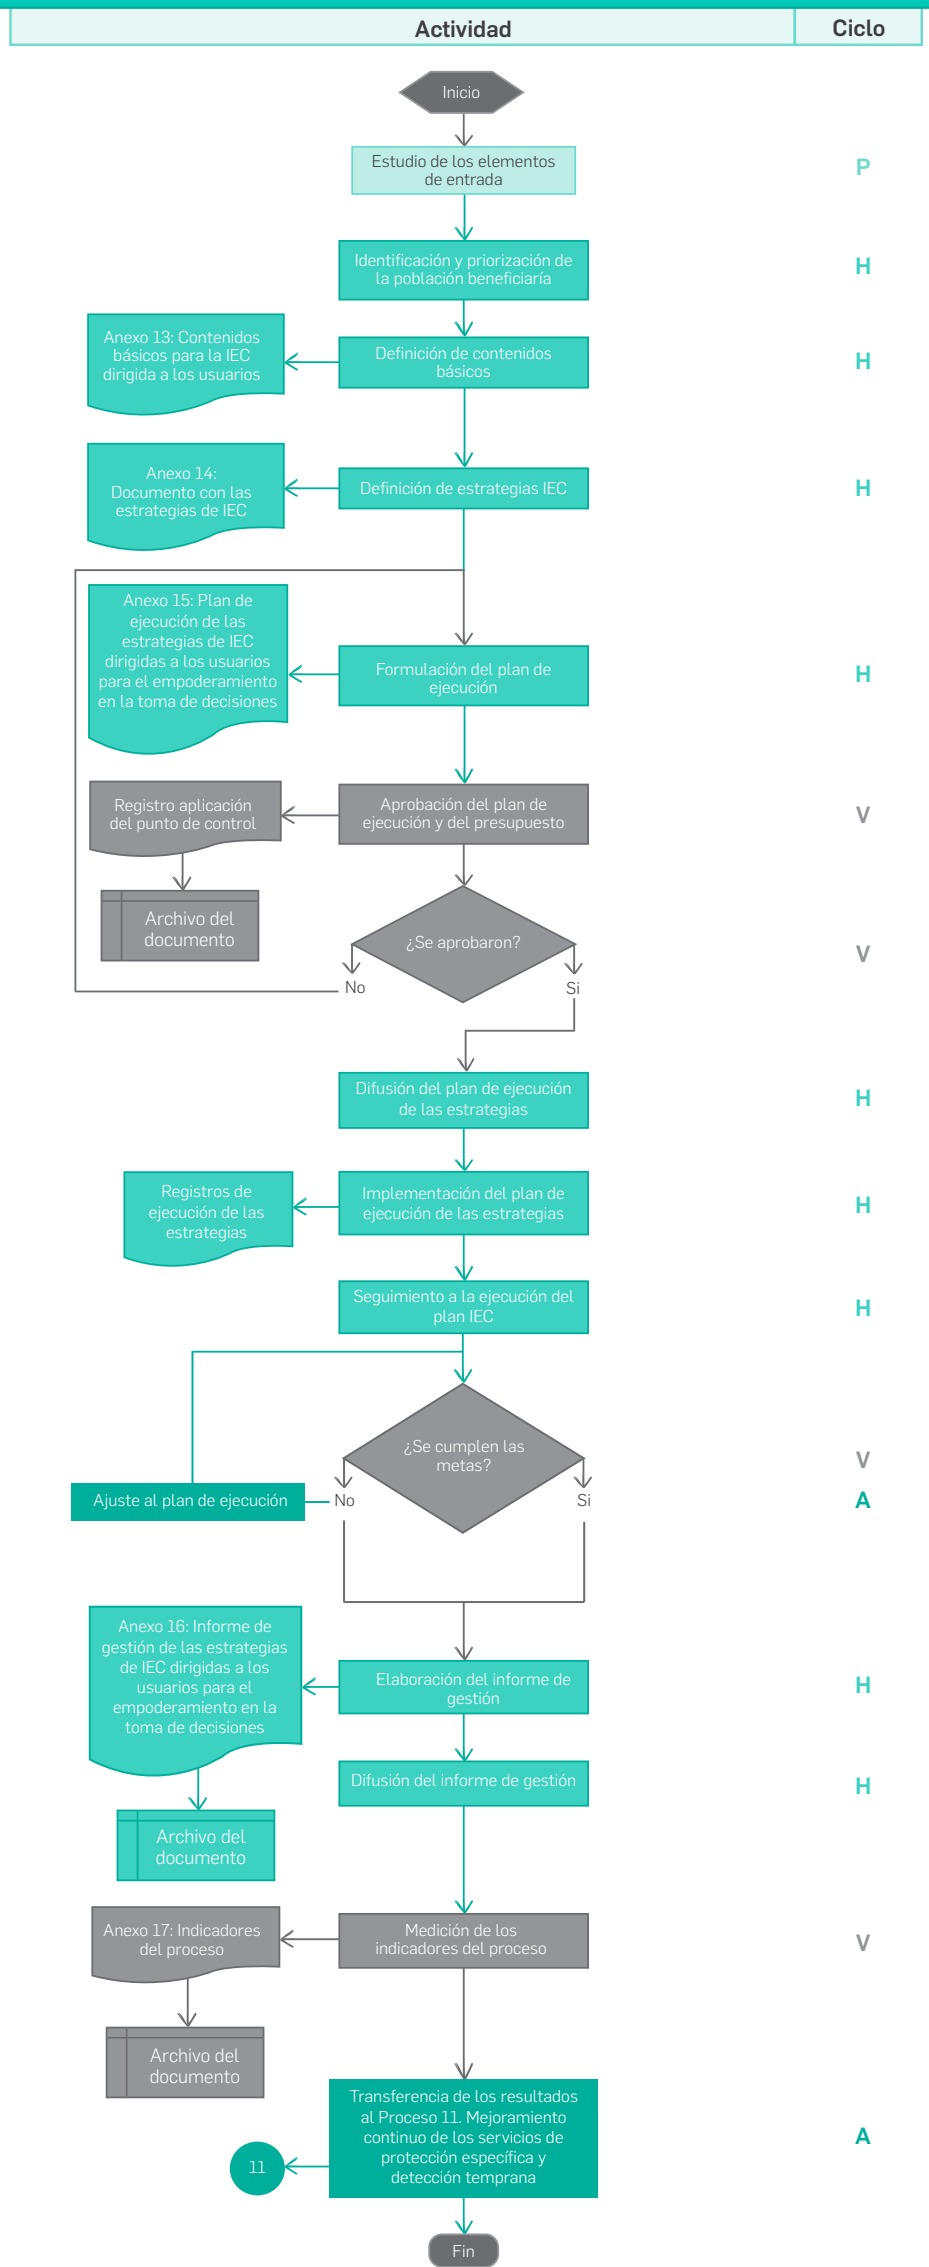 Actividad
Ciclo
Inicio
Estudio de los elementos
de entrada
P
Identificación y priorización de
la población beneficiaría
H
Anexo 13: Contenidos
básicos para la IEC
dirigida a los usuarios
Definición de contenidos
básicos
H
Anexo 14:
Documento con las
estrategias de IEC
Definición de estrategias IEC
H
Anexo 15: Plan de
ejecución de las
estrategias de IEC
dirigidas a los usuarios
para el empoderamiento
en la toma de decisiones
Formulación del plan de
ejecución
H
Registro aplicación
del punto de control
Aprobación del plan de
ejecución y del presupuesto
V
Archivo del
documento
¿Se aprobaron?
V
No
Si
Difusión del plan de ejecución
de las estrategias
H
Registros de
ejecución de las
estrategias
Implementación del plan de
ejecución de las estrategias
H
Seguimiento a la ejecución del
plan IEC
H
¿Se cumplen las
metas?
V
Ajuste al plan de ejecución
No
Si
A
Anexo 16: Informe de
gestión de las estrategias
de IEC dirigidas a los
usuarios para el
empoderamiento en la
toma de decisiones
Elaboración del informe de
gestión
H
Difusión del informe de gestión
H
Archivo del
documento
Anexo 17: Indicadores
del proceso
Medición de los
indicadores del proceso
V
Archivo del
documento
Transferencia de los resultados
al Proceso 11. Mejoramiento
continuo de los servicios de
protección específica y
detección temprana
A
11
Fin